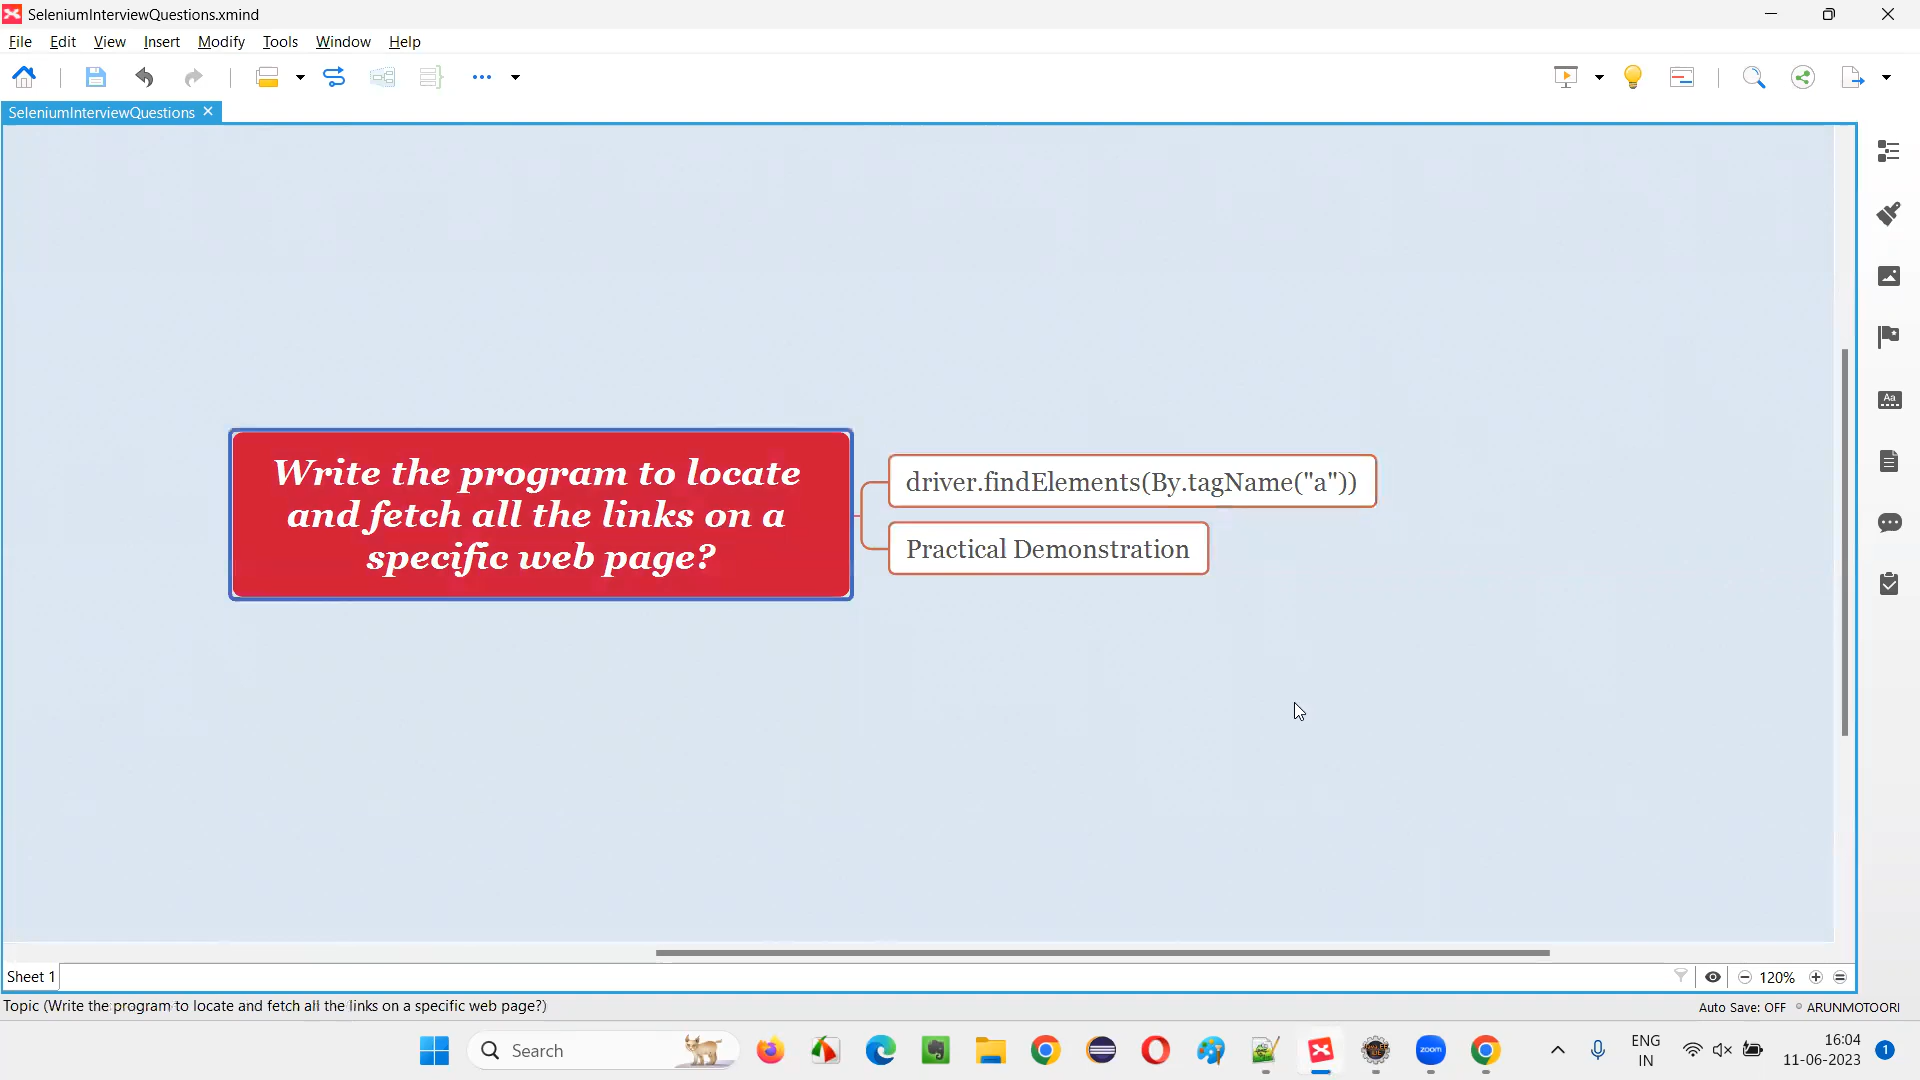 SeleniumInterviewQuestions.xmind
File Edit View Insert Modify Tools Window Help
SeleniumInterviewQuestions
Write the program to locate
and fetch all the links on a
specific web page?
driver.findElements(By.tagName("a"))
Practical Demonstration
Aa
Sheet 1
120%
Topic (Write the program to locate and fetch all the links on a specific web page?)
Auto Save: OFF ARUNMOTOORI
Search
zoom
ENG
IN
16:04
11-06-2023
1